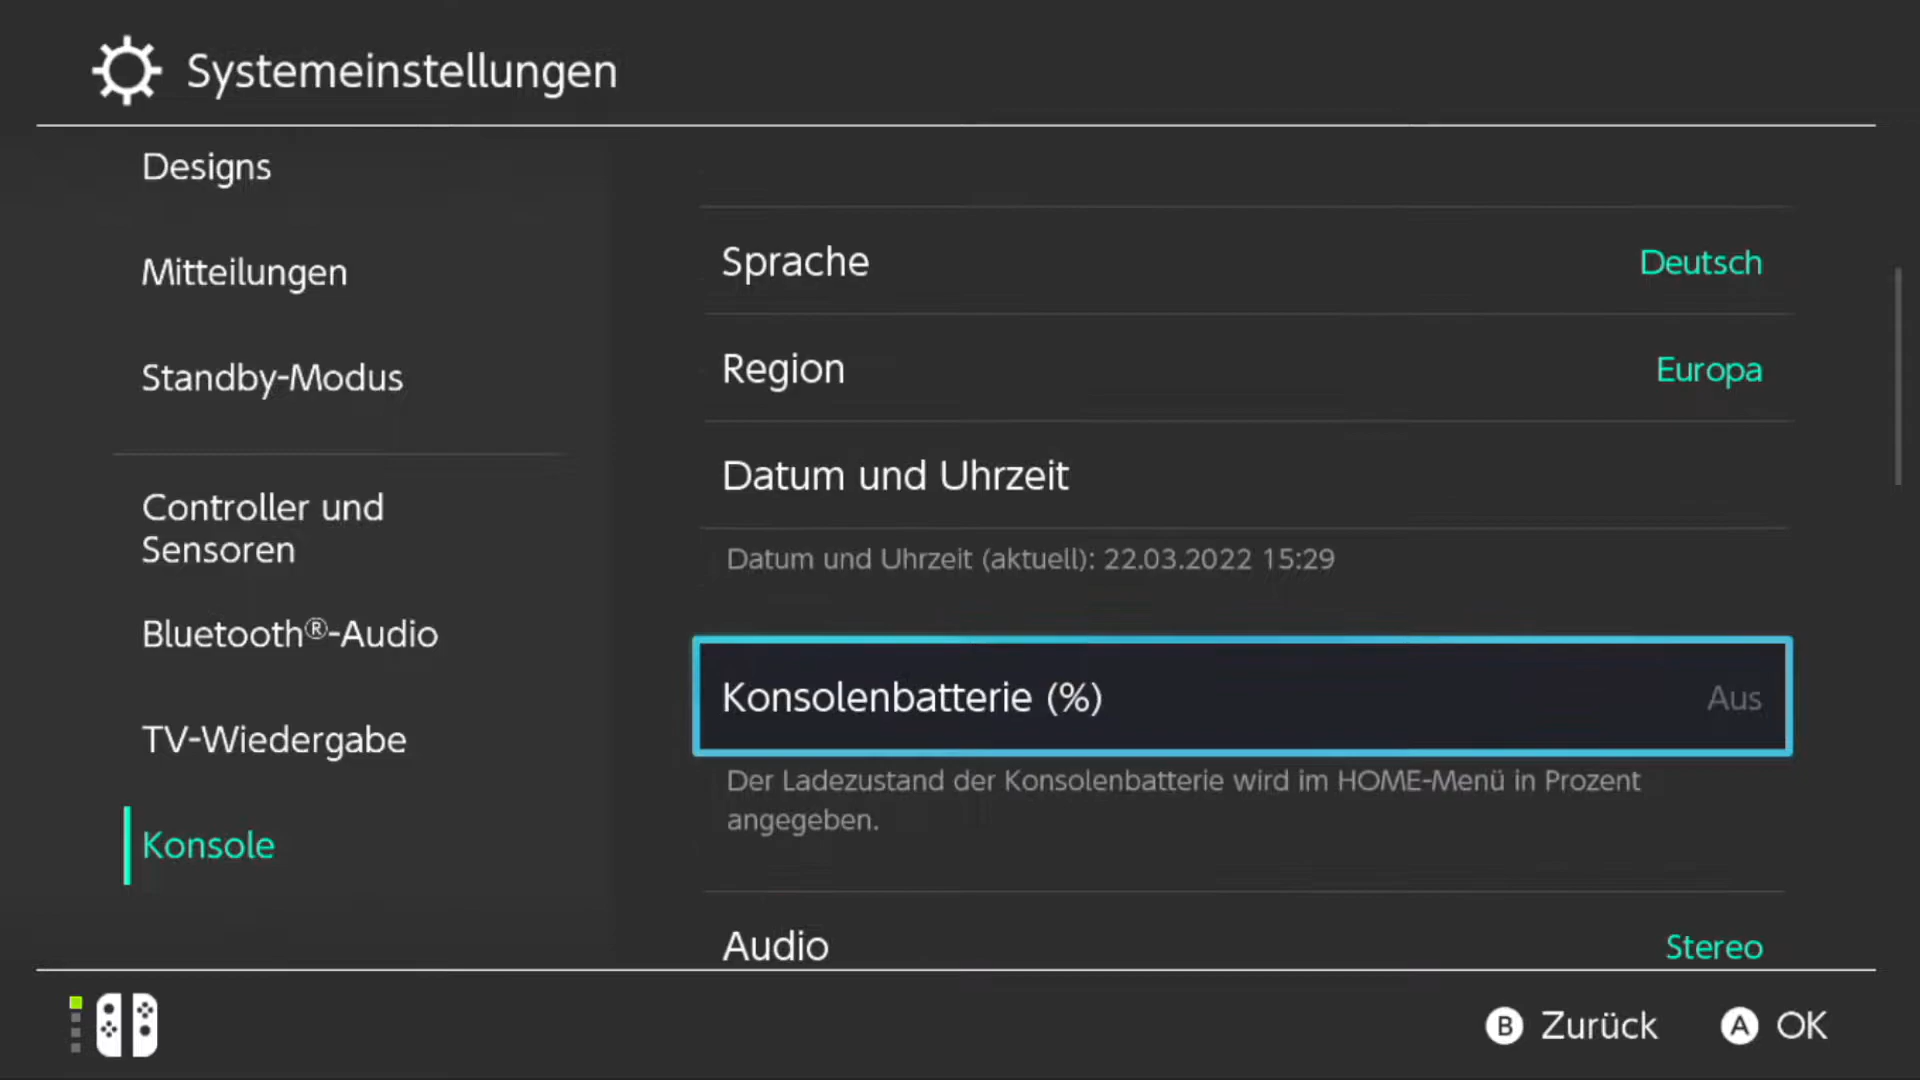 Systemeinstellungen
Designs
Mitteilungen
Standby-Modus
Controller und
Sensoren
Bluetooth®-Audio
TV-Wiedergabe
Konsole
Sprache Deutsch
Region Europa
Datum und Uhrzeit
Datum und Uhrzeit (aktuell): 22.03.2022 15:29
Konsolenbatterie (%) Aus
Der Ladezustand der Konsolenbatterie wird im HOME-Menü in Prozent
angegeben.
Audio Stereo
B Zurück A OK